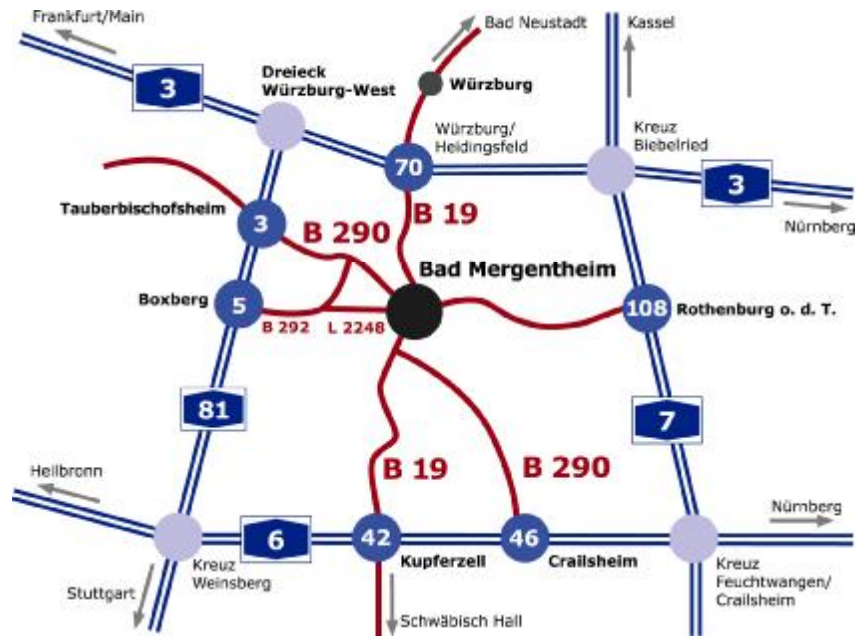 Frankfurt/Main
Bad Neustadt
Kassel
Dreieck
Würzburg-West
Würzburg
3
Würzburg/
Heidingsfeld
Kreuz
Biebelried
70
3
Tauberbischofsheim
3
B 290
B 19
Nürnberg
Bad Mergentheim
Boxberg
5
108
Rothenburg o. d. T.
B 292
L 2248
81
7
Heilbronn
B 19
B 290
Nürnberg
6
42
46
Kreuz
Weinsberg
Kupferzell
Crailsheim
Kreuz
Feuchtwangen/
Crailsheim
Stuttgart
Schwäbisch Hall